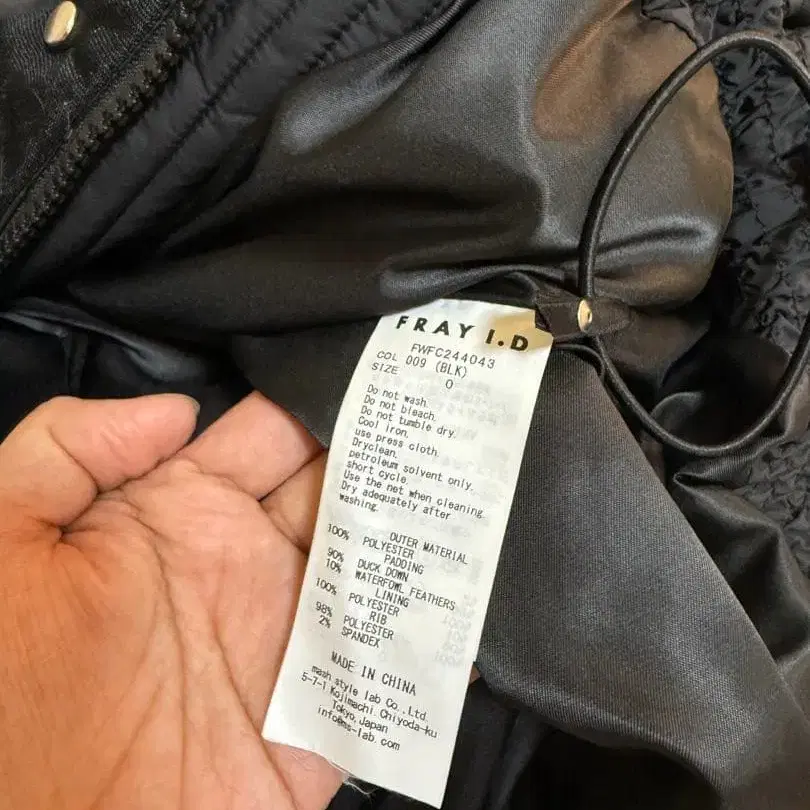 FRAY I.D
FWFC244043
COL 009 (BLK)
SIZE 0
Do not wash.
Do not bleach.
Do not tumble dry.
Cool iron.
use press cloth.
Dryclean.
petroleum solvent only.
short cycle.
Use the net when cleaning.
Dry adequately after
washing.
OUTER MATERIAL
100% POLYESTER
PADDING
90% DUCK DOWN
10% WATERFOWL FEATHERS
LINING
100% POLYESTER
RIB
98% POLYESTER
2% SPANDEX
MADE IN CHINA
mash style lab Co., Ltd.
5-7-1 Kojimachi Chiyoda-ku
Tokyo, Japan
info@ms-lab.com